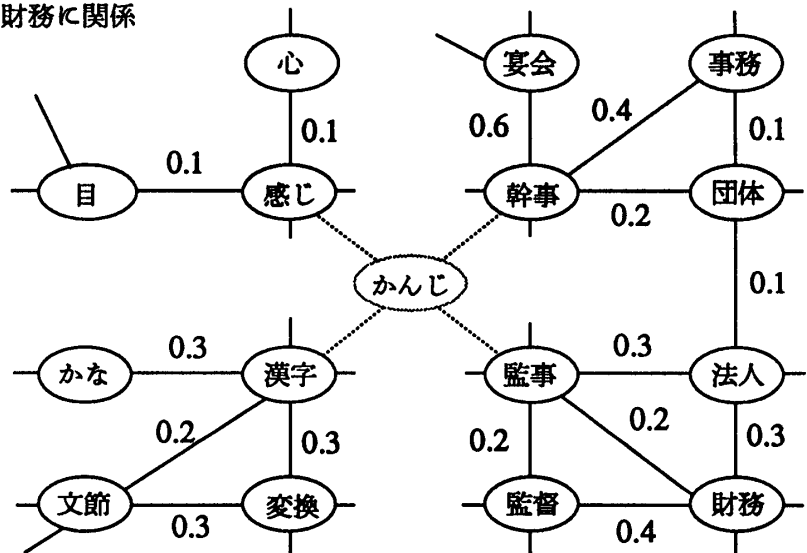 財務に関係
心
宴会
事務
0.1
0.6
0.4
0.1
目
0.1
感じ
幹事
0.2
団体
かんじ
0.1
かな
0.3
漢字
監事
0.3
法人
0.2
0.3
0.2
0.2
0.3
文節
0.3
変換
監督
0.4
財務